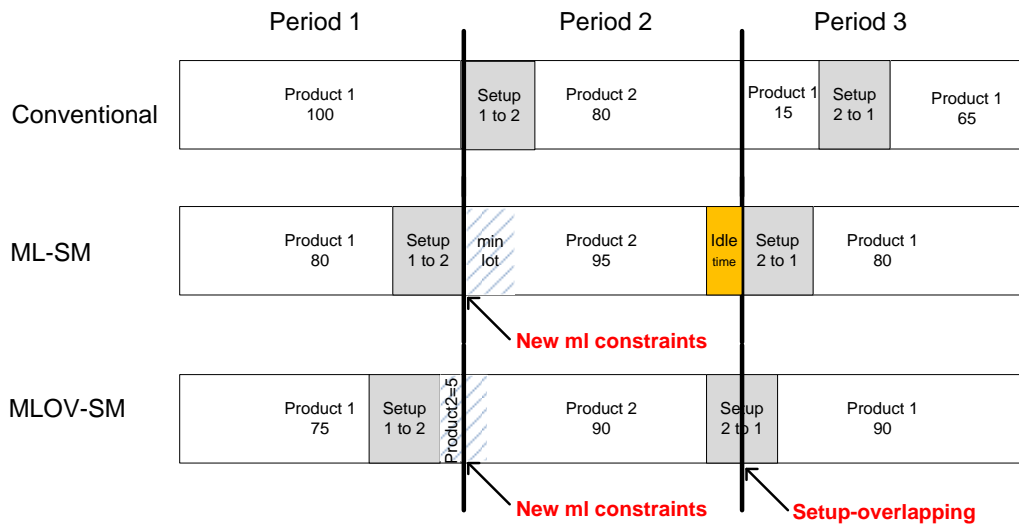 Period 1 Period 2 Period 3
Conventional
Product 1
100
Setup
1 to 2
Product 2
80
Product 1
15
Setup
2 to 1
Product 1
65
ML-SM
Product 1
80
Setup
1 to 2
min
lot
Product 2
95
Idle
time
Setup
2 to 1
Product 1
80
New ml constraints
MLOV-SM
Product 1
75
Setup
1 to 2
Product2=5
Product 2
90
Setup
2 to 1
Product 1
90
New ml constraints
Setup-overlapping